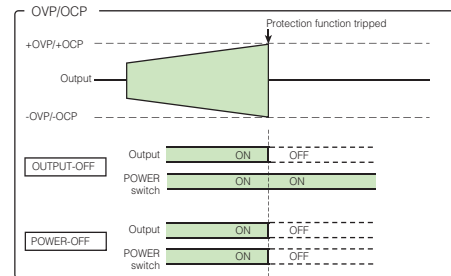 OVP/OCP
Protection function tripped
+OVP/+OCP
Output
-OVP/-OCP
OUTPUT-OFF
Output ON OFF
POWER switch ON ON
POWER-OFF
Output ON OFF
POWER switch ON OFF